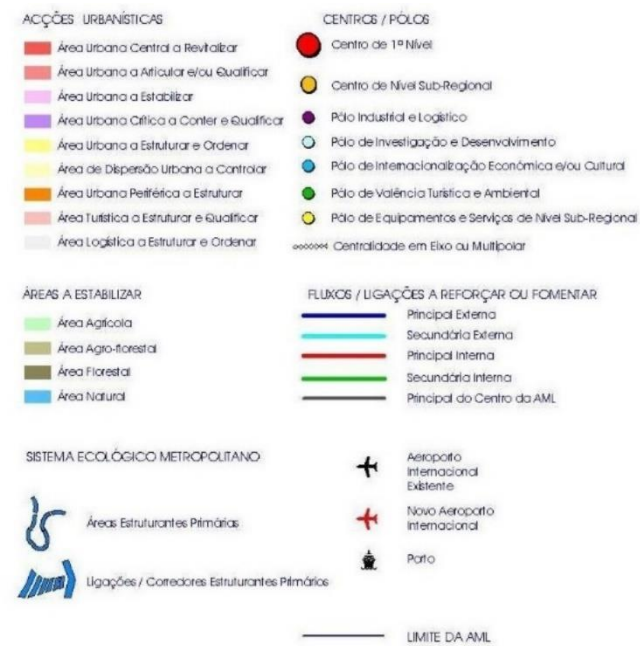 ACÇÕES URBANÍSTICAS
Área Urbana Central a Revitalizar
Área Urbana a Articular e/ou Qualificar
Área Urbana a Estabilizar
Área Urbana Crítica a Conter e Qualificar
Área Urbana a Estruturar e Ordenar
Área de Dispersão Urbana a Controlar
Área Urbana Periférica a Estruturar
Área Turística a Estruturar e Qualificar
Área Logística a Estruturar e Ordenar
CENTROS / PÓLOS
Centro de 1º Nível
Centro de Nível Sub-Regional
Pólo Industrial e Logístico
Pólo de Investigação e Desenvolvimento
Pólo de Internacionalização Económica e/ou Cultural
Pólo de Valência Turística e Ambiental
Pólo de Equipamentos e Serviços de Nível Sub-Regional
Centralidade em Eixo ou Multipolar
ÁREAS A ESTABILIZAR
Área Agrícola
Área Agro-florestal
Área Florestal
Área Natural
FLUXOS / LIGAÇÕES A REFORÇAR OU FOMENTAR
Principal Externa
Secundária Externa
Principal Interna
Secundária Interna
Principal do Centro da AML
SISTEMA ECOLÓGICO METROPOLITANO
Áreas Estruturantes Primárias
Ligações / Corredores Estruturantes Primários
Aeroporto
Internacional
Existente
Novo Aeroporto
Internacional
Porto
LIMITE DA AML